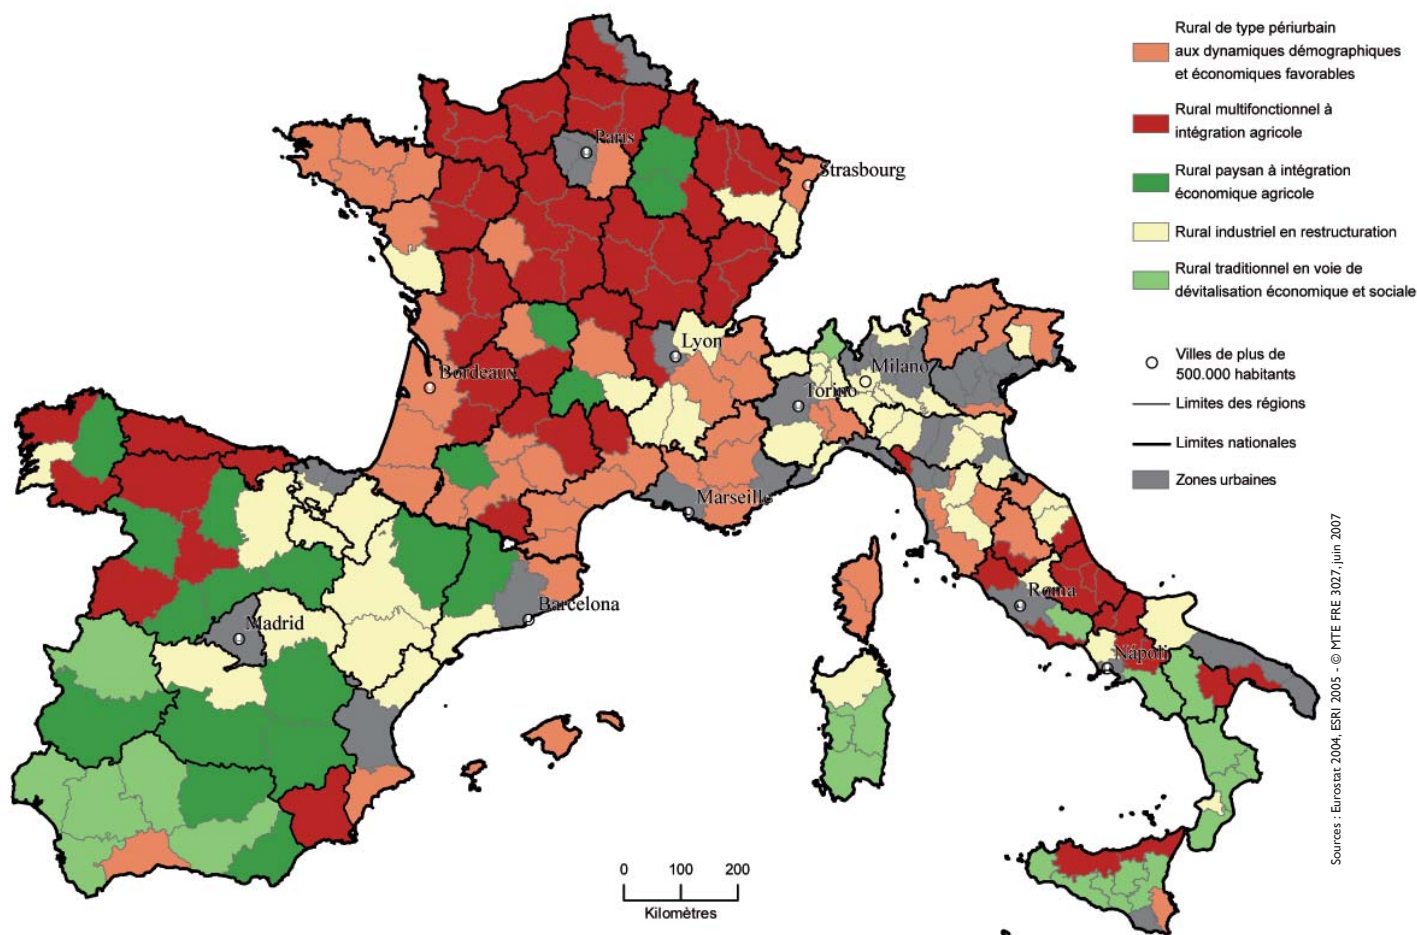 Rural de type périurbain
aux dynamiques démographiques
et économiques favorables
Rural multifonctionnel à
intégration agricole
Rural paysan à intégration
économique agricole
Rural industriel en restructuration
Rural traditionnel en voie de
dévitalisation économique et sociale
Villes de plus de
500.000 habitants
Limites des régions
Limites nationales
Zones urbaines
Paris
Strasbourg
Lyon
Milano
Bordeaux
Torino
Marseille
Barcelona
Roma
Madrid
Napoli
0 100 200
Kilomètres
Sources : Eurostat 2004, ESRI 2005 - © MTE FRE 3027, juin 2007